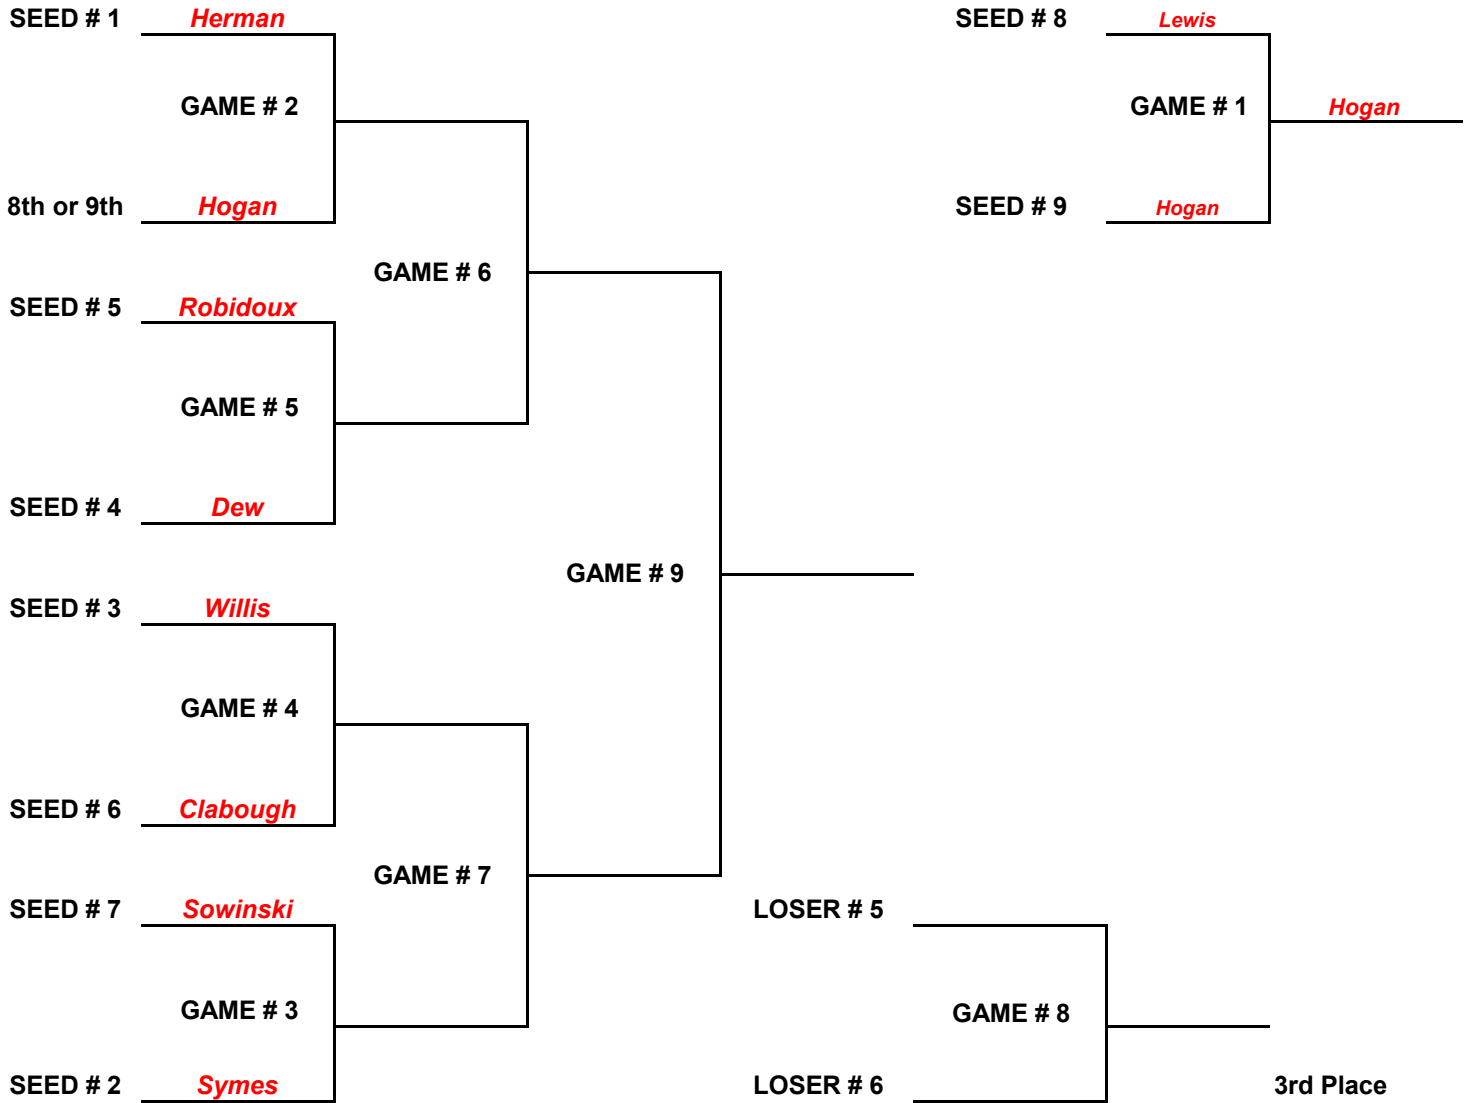 SEED # 1 Herman
GAME # 2
8th or 9th Hogan
GAME # 6
SEED # 5 Robidoux
GAME # 5
SEED # 4 Dew
GAME # 9
SEED # 3 Willis
GAME # 4
SEED # 6 Clabough
GAME # 7
SEED # 7 Sowinski
GAME # 3
SEED # 2 Symes
SEED # 8 Lewis
GAME # 1 Hogan
SEED # 9 Hogan
LOSER # 5
GAME # 8
LOSER # 6 3rd Place